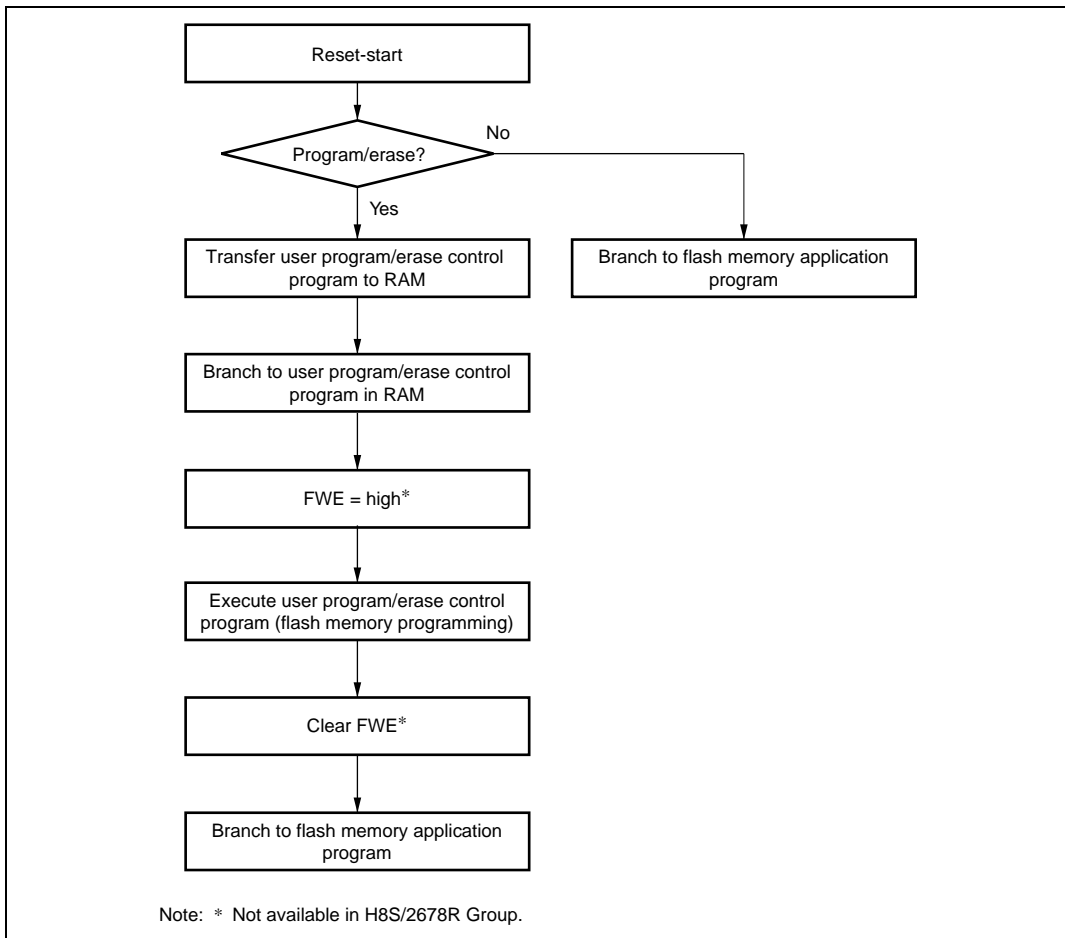 Reset-start
No
Program/erase?
Yes
Transfer user program/erase control
program to RAM
Branch to flash memory application
program
Branch to user program/erase control
program in RAM
FWE = high*
Execute user program/erase control
program (flash memory programming)
Clear FWE*
Branch to flash memory application
program
Note: * Not available in H8S/2678R Group.